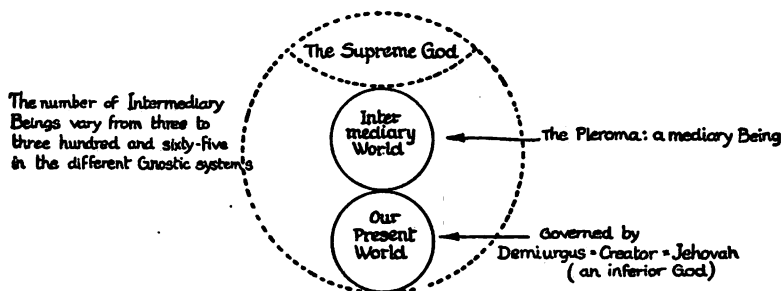 The Supreme God
The number of Intermediary
Beings vary from three to
three hundred and sixty-five
in the different Gnostic systems
Inter
mediary
World
The Pleroma: a mediary Being
Our
Present
World
Governed by
Demiurgus = Creator = Jehovah
(an inferior God)